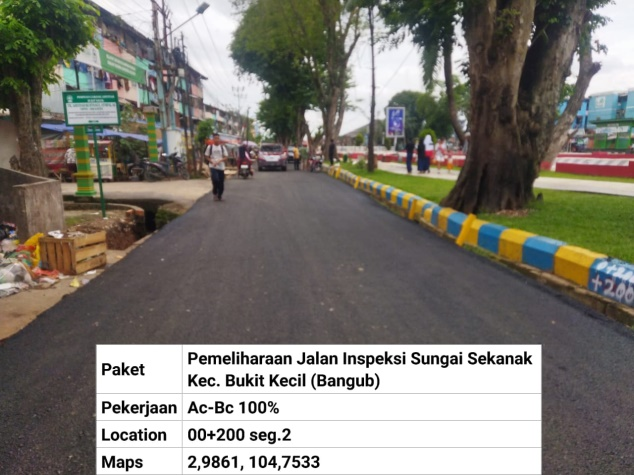 +200
Paket Pemeliharaan Jalan Inspeksi Sungai Sekanak
Kec. Bukit Kecil (Bangub)
Pekerjaan Ac-Bc 100%
Location 00+200 seg.2
Maps 2,9861, 104,7533